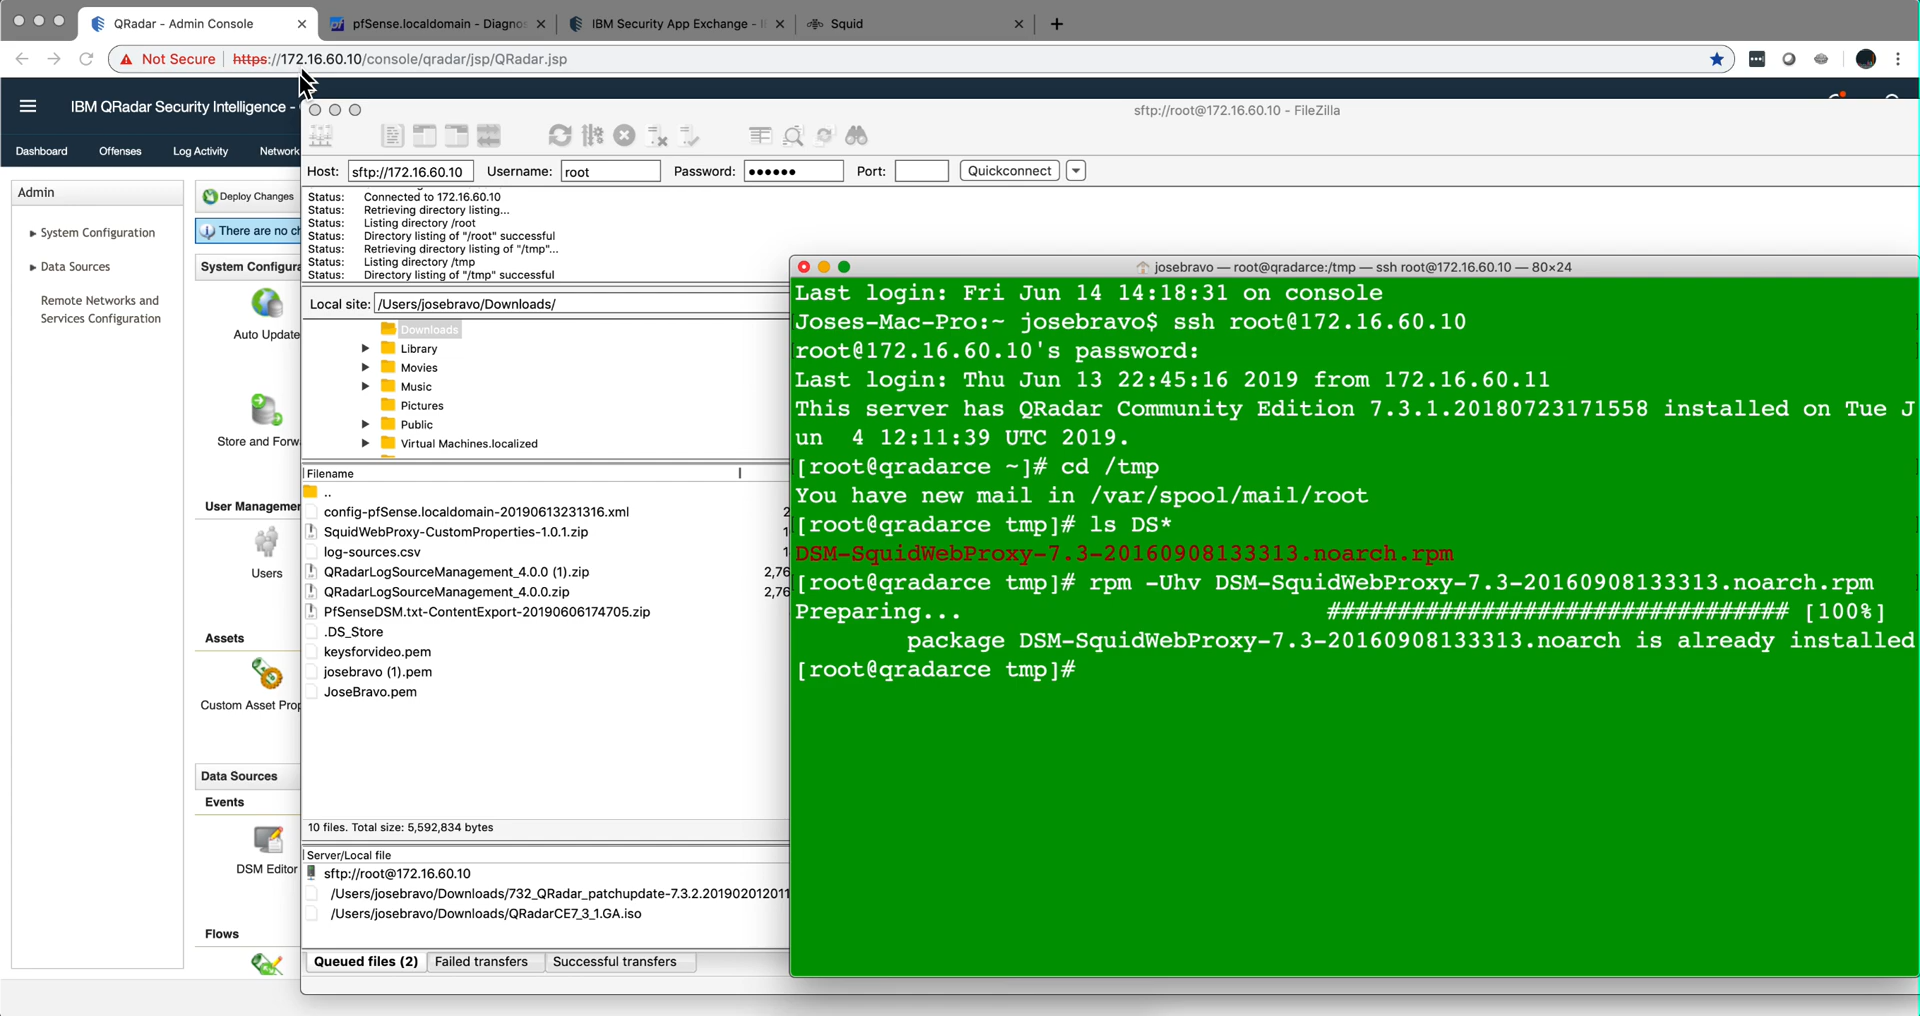 QRadar - Admin Console
pfSense.localdomain - Diagnos
IBM Security App Exchange - I
Squid
Not Secure
https://172.16.60.10/console/qradar/jsp/QRadar.jsp
IBM QRadar Security Intelligence -
Dashboard
Offenses
Log Activity
Network
Admin
System Configuration
Data Sources
Remote Networks and
Services Configuration
Deploy Changes
There are no ch
System Configura
Auto Update
Store and Forw
User Managemen
Users
Assets
Custom Asset Prop
Data Sources
Events
DSM Editor
Flows
sftp://root@172.16.60.10 - FileZilla
Host: sftp://172.16.60.10 Username: root Password: •••••• Port: Quickconnect
Status: Connected to 172.16.60.10
Status: Retrieving directory listing...
Status: Listing directory /root
Status: Directory listing of "/root" successful
Status: Retrieving directory listing of "/tmp"...
Status: Listing directory /tmp
Status: Directory listing of "/tmp" successful
Local site: /Users/josebravo/Downloads/
Downloads
Library
Movies
Music
Pictures
Public
Virtual Machines.localized
Filename
..
config-pfSense.localdomain-20190613231316.xml 2
SquidWebProxy-CustomProperties-1.0.1.zip 1
log-sources.csv 1
QRadarLogSourceManagement_4.0.0 (1).zip 2,76
QRadarLogSourceManagement_4.0.0.zip 2,76
PfSenseDSM.txt-ContentExport-20190606174705.zip
.DS_Store
keysforvideo.pem
josebravo (1).pem
JoseBravo.pem
10 files. Total size: 5,592,834 bytes
Server/Local file
sftp://root@172.16.60.10
/Users/josebravo/Downloads/732_QRadar_patchupdate-7.3.2.201902012011
/Users/josebravo/Downloads/QRadarCE7_3_1.GA.iso
Queued files (2)
Failed transfers
Successful transfers
josebravo — root@qradarce:/tmp — ssh root@172.16.60.10 — 80×24
Last login: Fri Jun 14 14:18:31 on console
Joses-Mac-Pro:~ josebravo$ ssh root@172.16.60.10
root@172.16.60.10's password:
Last login: Thu Jun 13 22:45:16 2019 from 172.16.60.11
This server has QRadar Community Edition 7.3.1.20180723171558 installed on Tue J
un  4 12:11:39 UTC 2019.
[root@qradarce ~]# cd /tmp
You have new mail in /var/spool/mail/root
[root@qradarce tmp]# ls DS*
DSM-SquidWebProxy-7.3-20160908133313.noarch.rpm
[root@qradarce tmp]# rpm -Uhv DSM-SquidWebProxy-7.3-20160908133313.noarch.rpm
Preparing... ################################# [100%]
package DSM-SquidWebProxy-7.3-20160908133313.noarch is already installed
[root@qradarce tmp]#